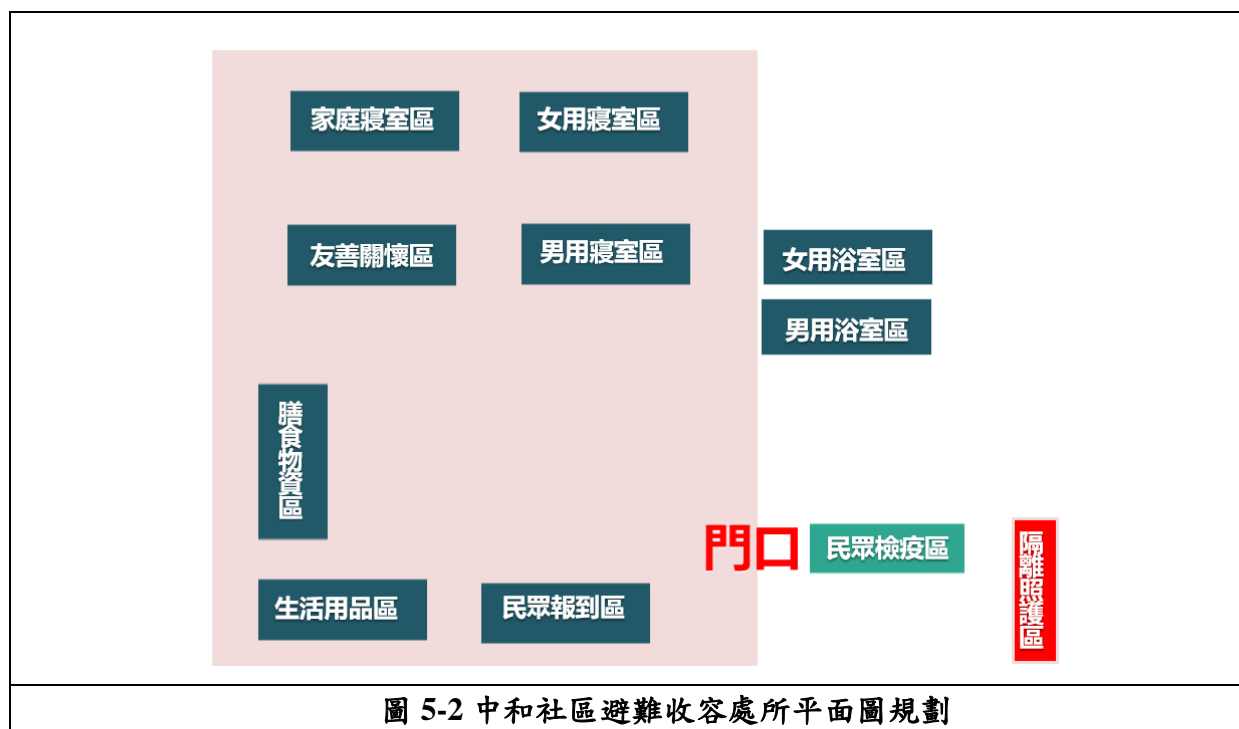 家庭寢室區
女用寢室區
友善關懷區
男用寢室區
女用浴室區
男用浴室區
膳食物資區
門口
民眾檢疫區
隔離照護區
生活用品區
民眾報到區
圖 5-2 中和社區避難收容處所平面圖規劃